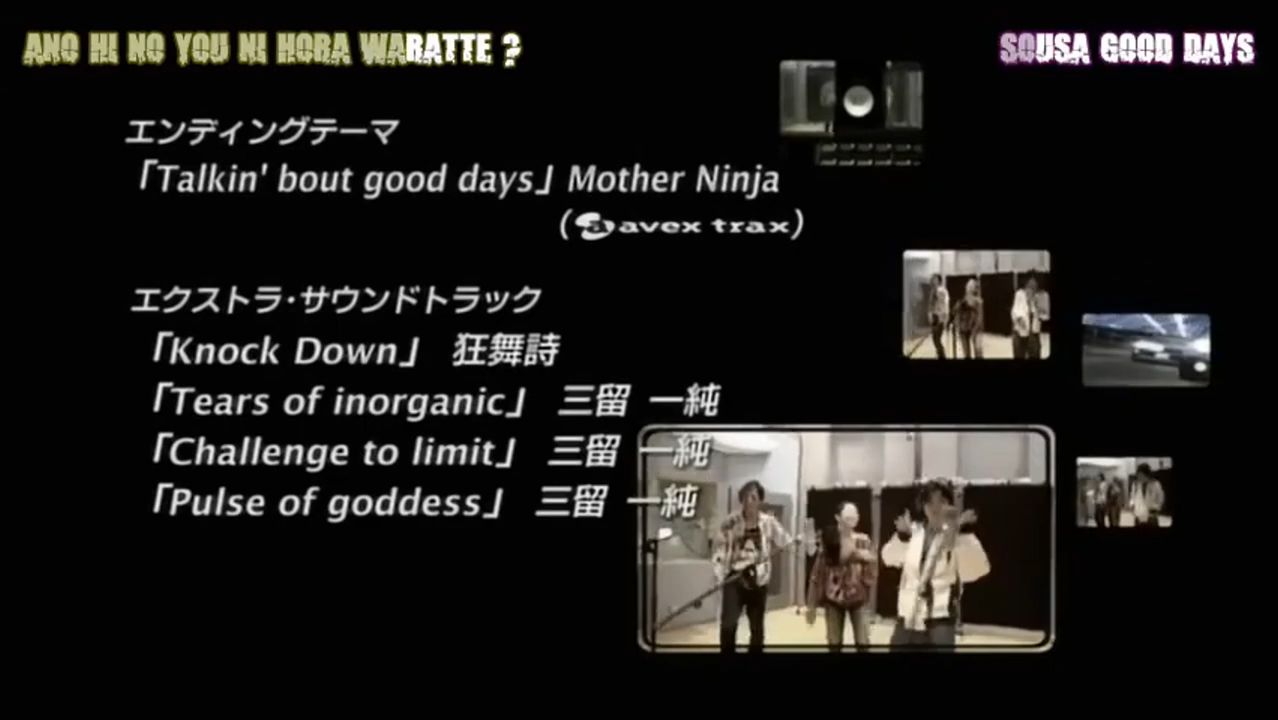 ANO HI NO YOU NI HORA WARATTE ?
SOUSA GOOD DAYS
エンディングテーマ
「Talkin' bout good days」 Mother Ninja
(avex trax)
エクストラ・サウンドトラック
「Knock Down」 狂舞詩
「Tears of inorganic」 三留 一純
「Challenge to limit」 三留 一純
「Pulse of goddess」 三留 一純